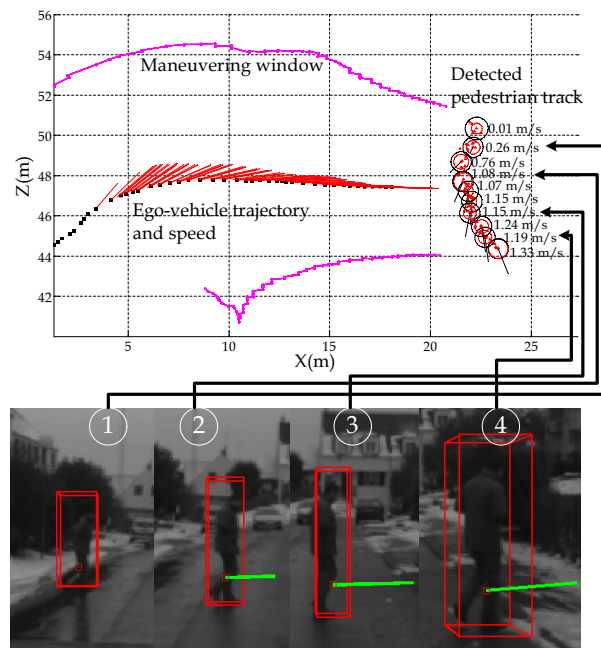 56
54
52
50
48
46
44
42
Z(m)
5
10
15
20
25
X(m)
Maneuvering window
Detected
pedestrian track
Ego-vehicle trajectory
and speed
0.01 m/s
0.26 m/s
0.76 m/s
1.08 m/s
1.07 m/s
1.15 m/s
1.15 m/s
1.24 m/s
1.19 m/s
1.33 m/s
1
2
3
4